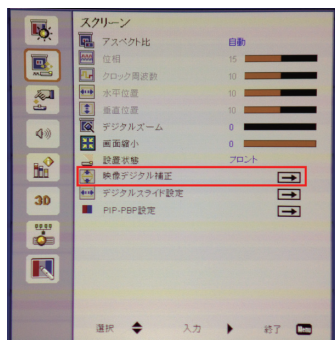 スクリーン
アスペクト比 自動
位相 15
クロック周波数 10
水平位置 10
垂直位置 10
デジタルズーム 0
画面縮小 0
設置状態 フロント
映像デジタル補正
デジタルスライド設定
PIP-PBP設定
3D
選択 入力 終了 Menu